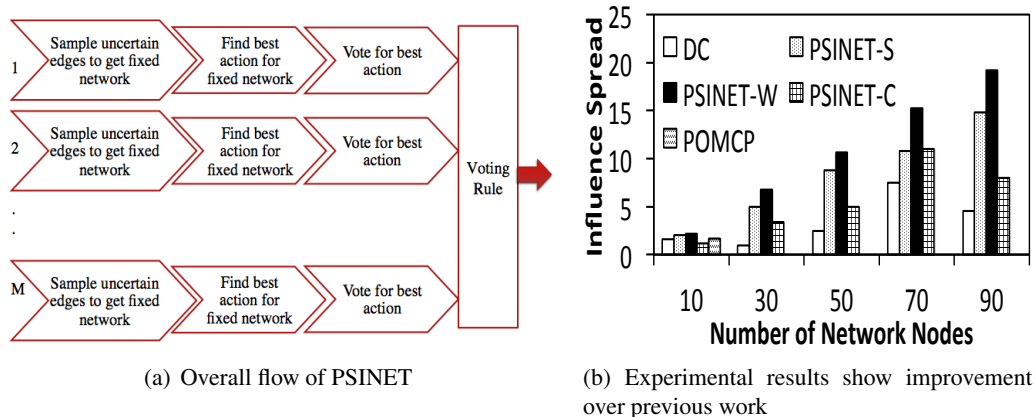 1
Sample uncertain
edges to get fixed
network
Find best
action for
fixed network
Vote for best
action
2
Sample uncertain
edges to get fixed
network
Find best
action for
fixed network
Vote for best
action
.
.
M
Sample uncertain
edges to get fixed
network
Find best
action for
fixed network
Vote for best
action
Voting
Rule
(a) Overall flow of PSINET
Influence Spread
25
20
15
10
5
0
DC
PSINET-S
PSINET-W
PSINET-C
POMCP
10 30 50 70 90
Number of Network Nodes
(b) Experimental results show improvement
over previous work